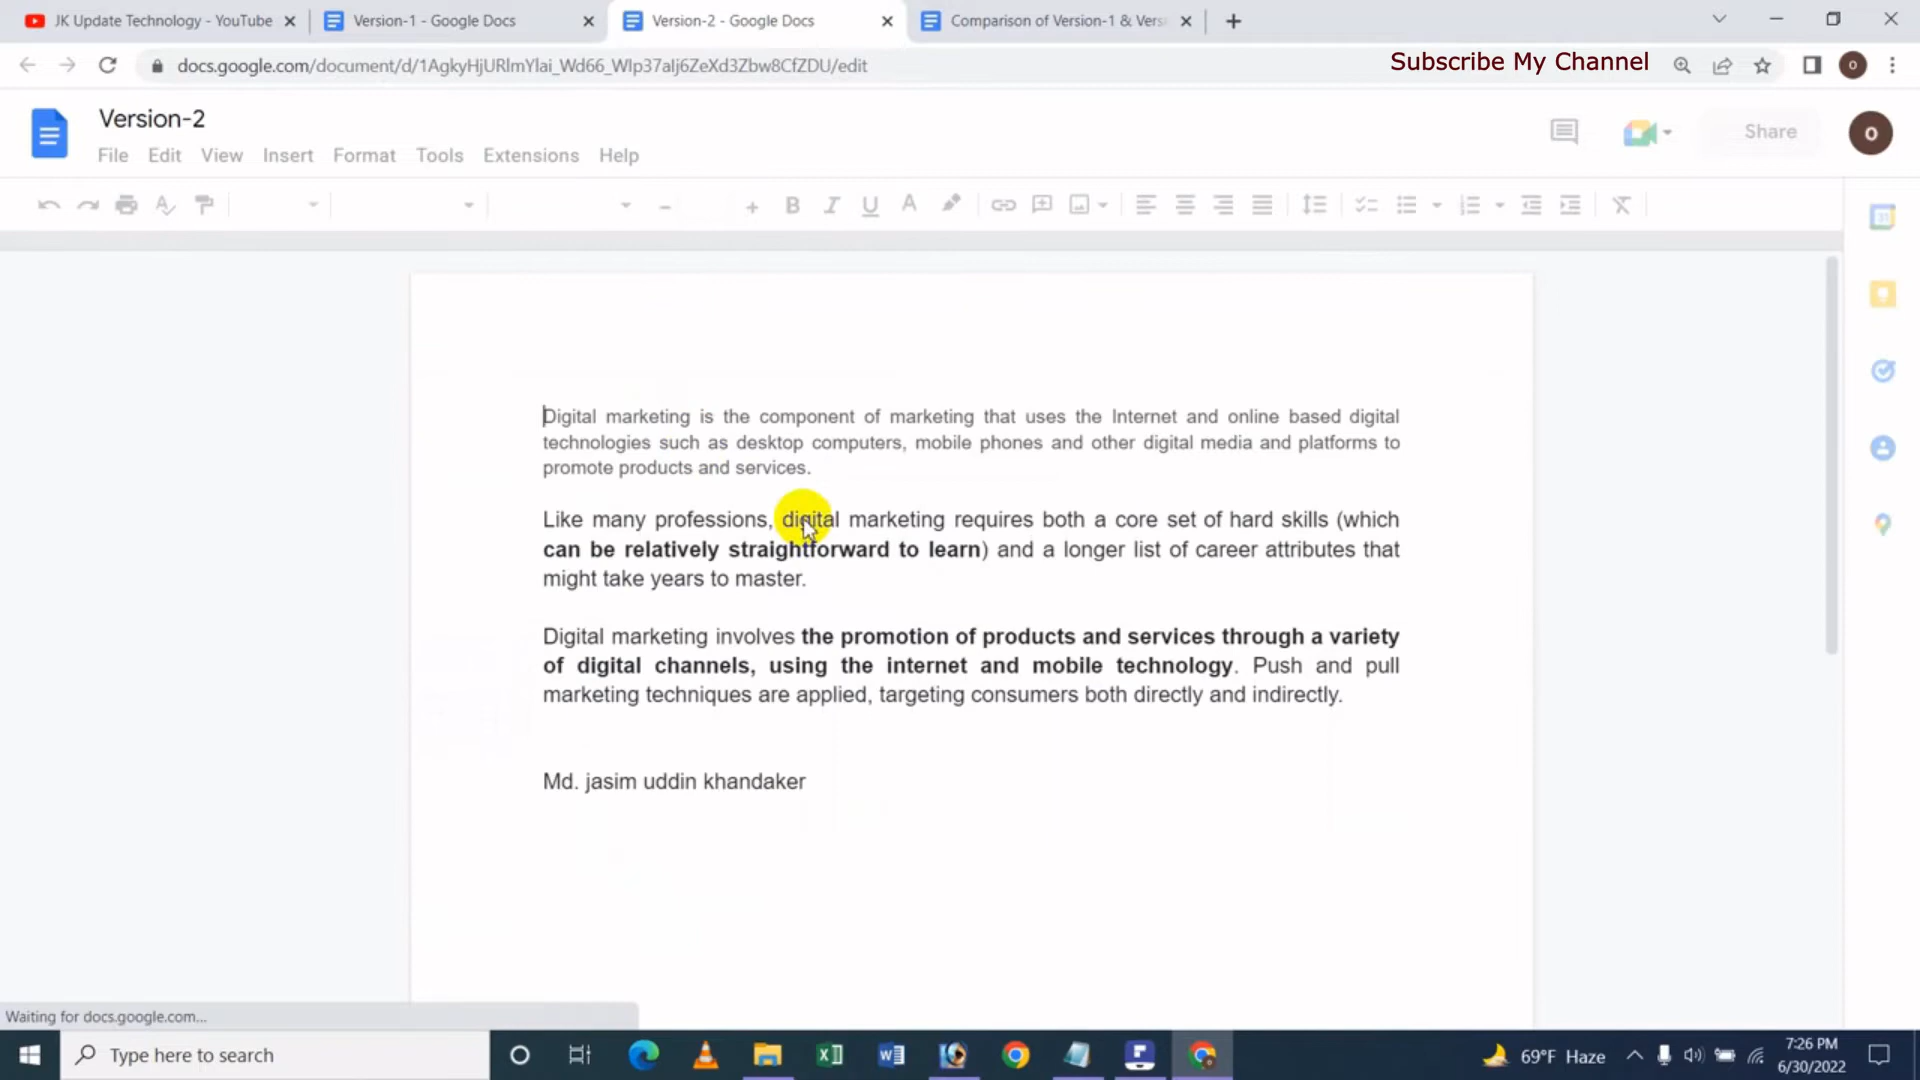 JK Update Technology - YouTube
Version-1 - Google Docs
Version-2 - Google Docs
Comparison of Version-1 & Vers
docs.google.com/document/d/1AgkyHjURlmYlai_Wd66_WIp37aIj6ZeXd3Zbw8CfZDU/edit
Subscribe My Channel
Version-2
File Edit View Insert Format Tools Extensions Help
Share
Digital marketing is the component of marketing that uses the Internet and online based digital
technologies such as desktop computers, mobile phones and other digital media and platforms to
promote products and services.
Like many professions, digital marketing requires both a core set of hard skills (which
can be relatively straightforward to learn) and a longer list of career attributes that
might take years to master.
Digital marketing involves the promotion of products and services through a variety
of digital channels, using the internet and mobile technology. Push and pull
marketing techniques are applied, targeting consumers both directly and indirectly.
Md. jasim uddin khandaker
Waiting for docs.google.com...
Type here to search
69°F Haze
7:26 PM
6/30/2022